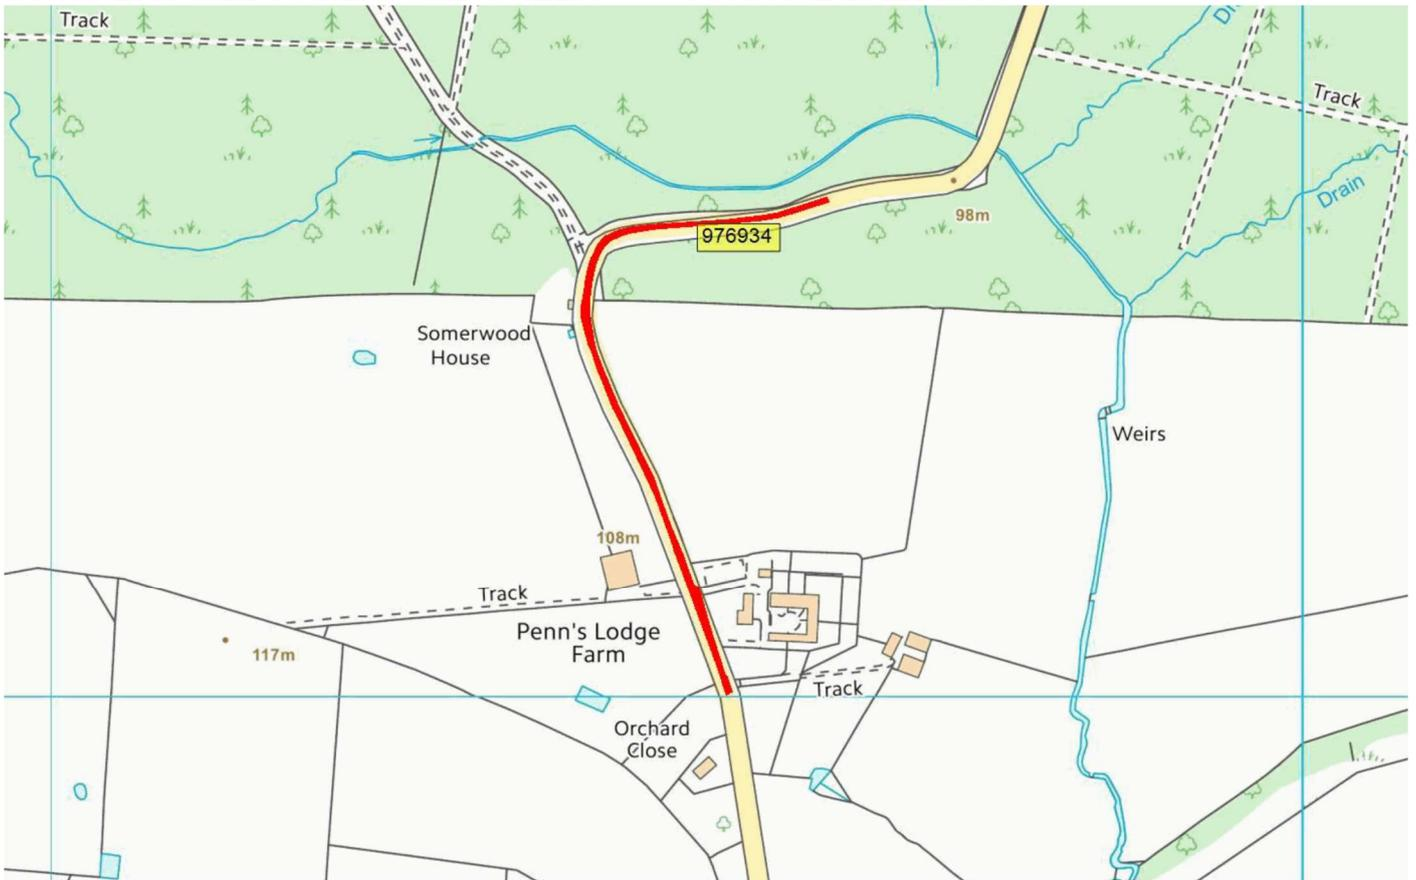 Track
Track
Drain
98m
976934
Somerwood
House
Weirs
108m
Track
Penn's Lodge
Farm
117m
Track
Orchard
Close